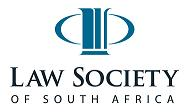 LAW SOCIETY
OF SOUTH AFRICA